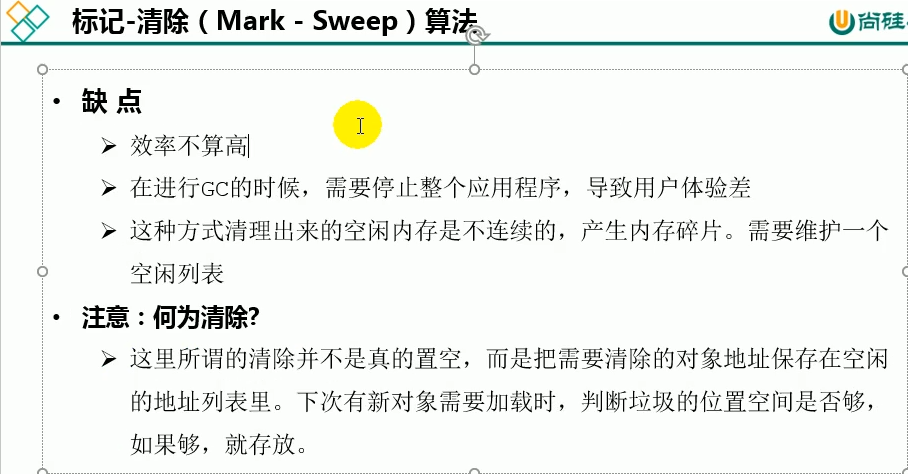 标记-清除（Mark - Sweep）算法
尚硅
• 缺 点
➢ 效率不算高
➢ 在进行GC的时候，需要停止整个应用程序，导致用户体验差
➢ 这种方式清理出来的空闲内存是不连续的，产生内存碎片。需要维护一个
空闲列表
• 注意：何为清除?
➢ 这里所谓的清除并不是真的置空，而是把需要清除的对象地址保存在空闲
的地址列表里。下次有新对象需要加载时，判断垃圾的位置空间是否够，
如果够，就存放。